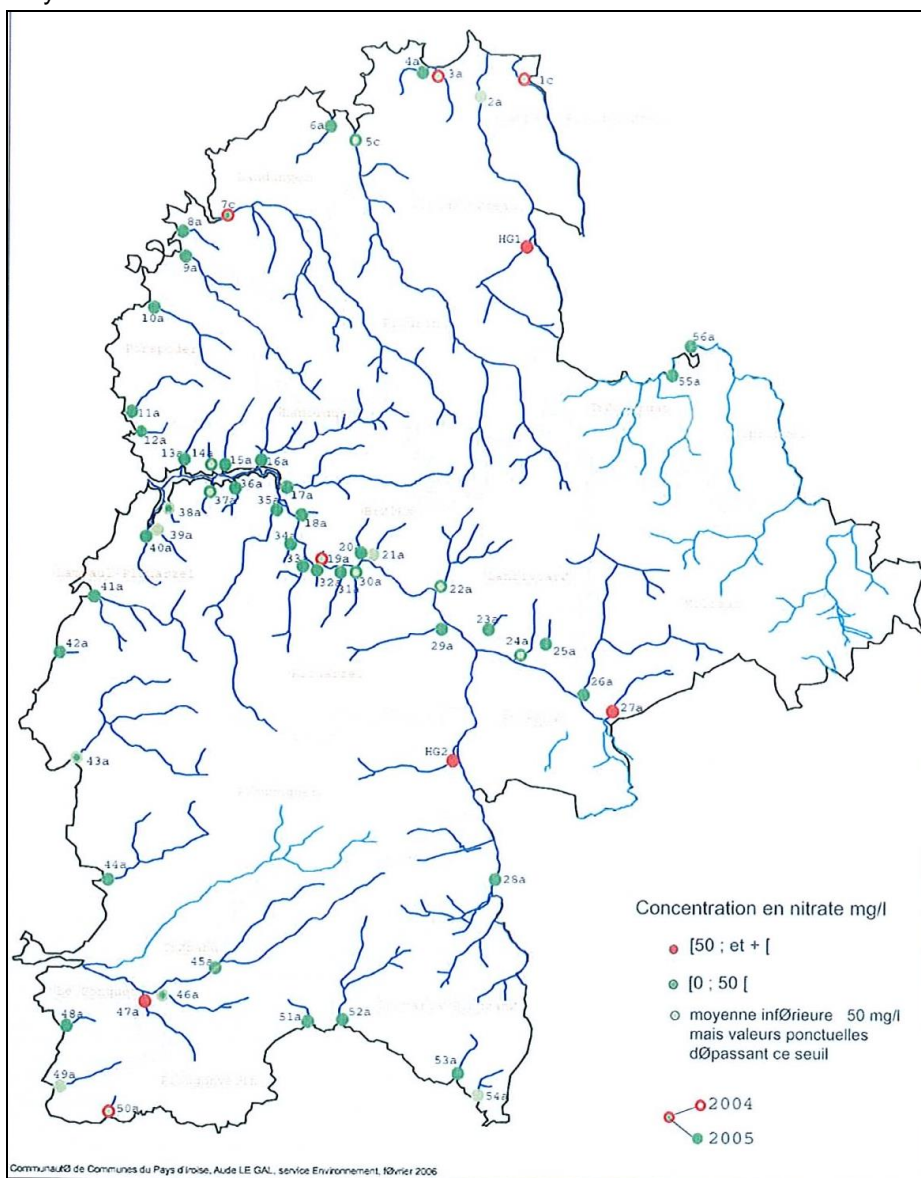 4a
3a
1c
2a
6a
5c
7c
8a
9a
HG1
10a
56a
55a
11a
12a
13a
14a
15a
16a
36a
17a
37a
35a
38a
18a
39a
40a
34a
20
21a
19a
33
32a
31a
30a
22a
41a
23a
42a
29a
24a
25a
26a
27a
HG2
43a
44a
28a
Concentration en nitrate mg/l
[50 ; et + [
[0 ; 50 [
moyenne infØrieure 50 mg/l
mais valeurs ponctuelles
dØpassant ce seuil
45a
46a
47a
48a
51a
52a
49a
53a
54a
50a
2004
2005
CommunautØ de Communes du Pays d'Iroise, Aude LE GAL, service Environnement, fØvrier 2006